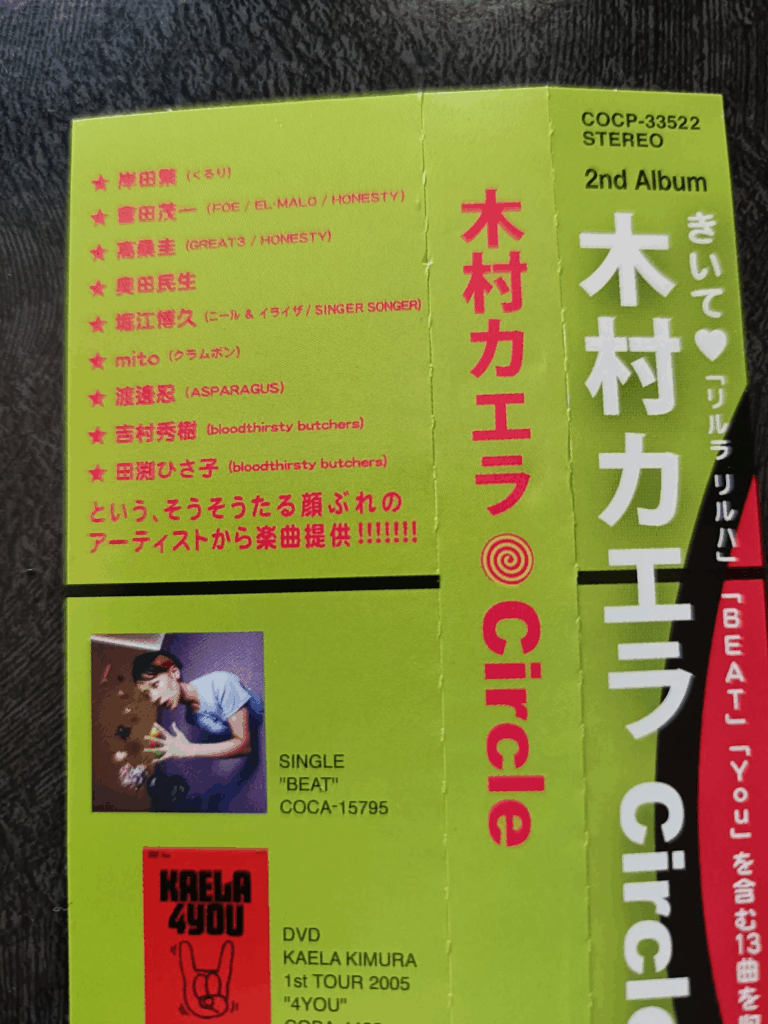 ★ 岸田繁 (くるり)
★ 會田茂一 (FOE / EL-MALO / HONESTY)
★ 高桑圭 (GREAT3 / HONESTY)
★ 奥田民生
★ 堀江博久 (ニール & イライザ / SINGER SONGER)
★ mito (クラムボン)
★ 渡邊忍 (ASPARAGUS)
★ 吉村秀樹 (bloodthirsty butchers)
★ 田渕ひさ子 (bloodthirsty butchers)
という、そうそうたる顔ぶれの
アーティストから楽曲提供!!!!!!!
SINGLE
"BEAT"
COCA-15795
KAELA
4YOU
DVD
KAELA KIMURA
1st TOUR 2005
"4YOU"
木村カエラ Circle
COCP-33522
STEREO
2nd Album
きいて♥「リルラ リルハ」「BEAT」「You」を含む13曲を
木村カエラ Circle